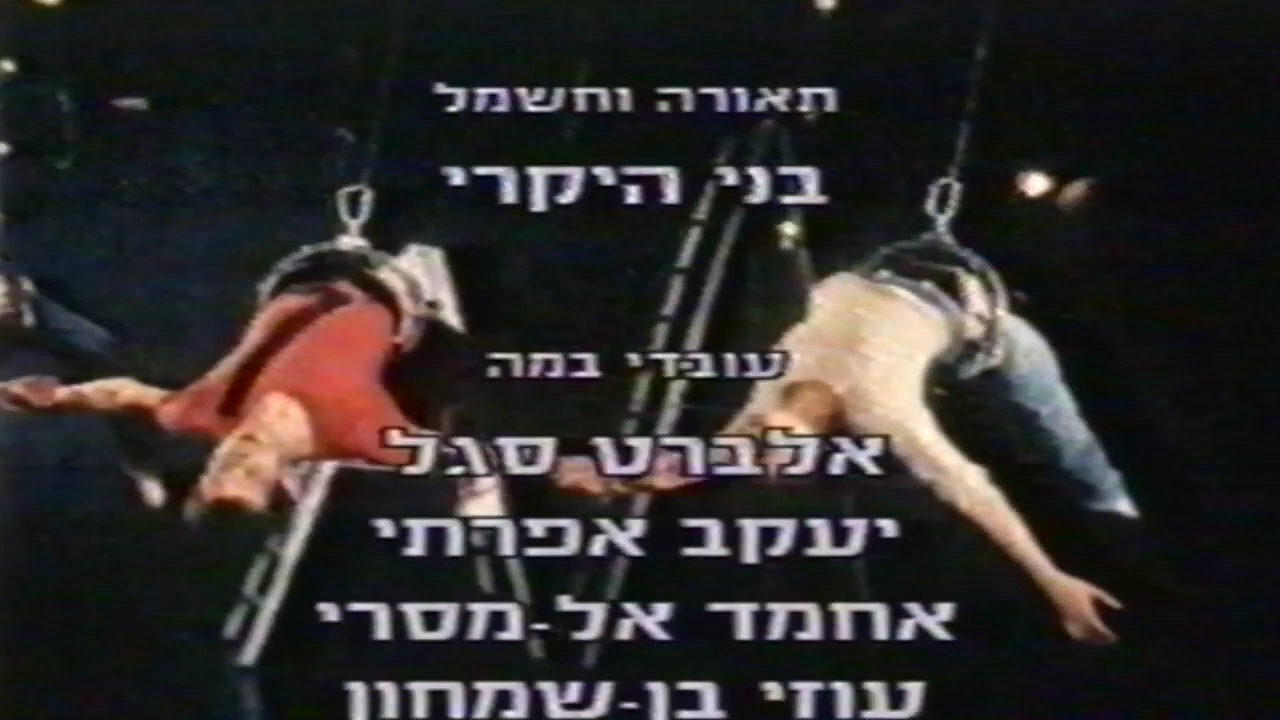 תאורה וחשמל
בני היקרי
עובדי במה
אלברט סגל
יעקב אפרתי
אחמד אל-מסרי
עוזי בן-שמחון